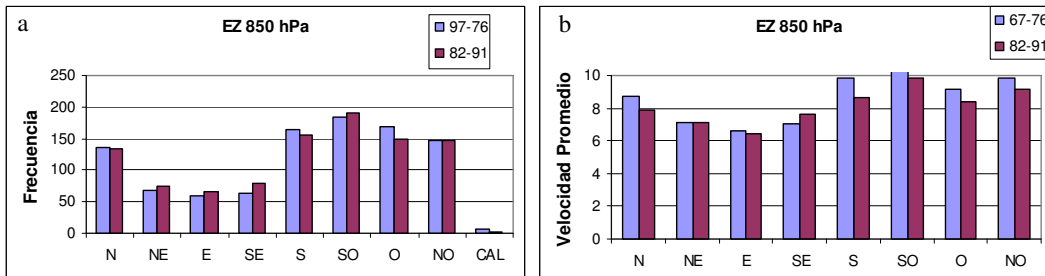 a
EZ 850 hPa
97-76
82-91
Frecuencia
250
200
150
100
50
0
N NE E SE S SO O NO CAL
b
EZ 850 hPa
67-76
82-91
Velocidad Promedio
10
8
6
4
2
0
N NE E SE S SO O NO